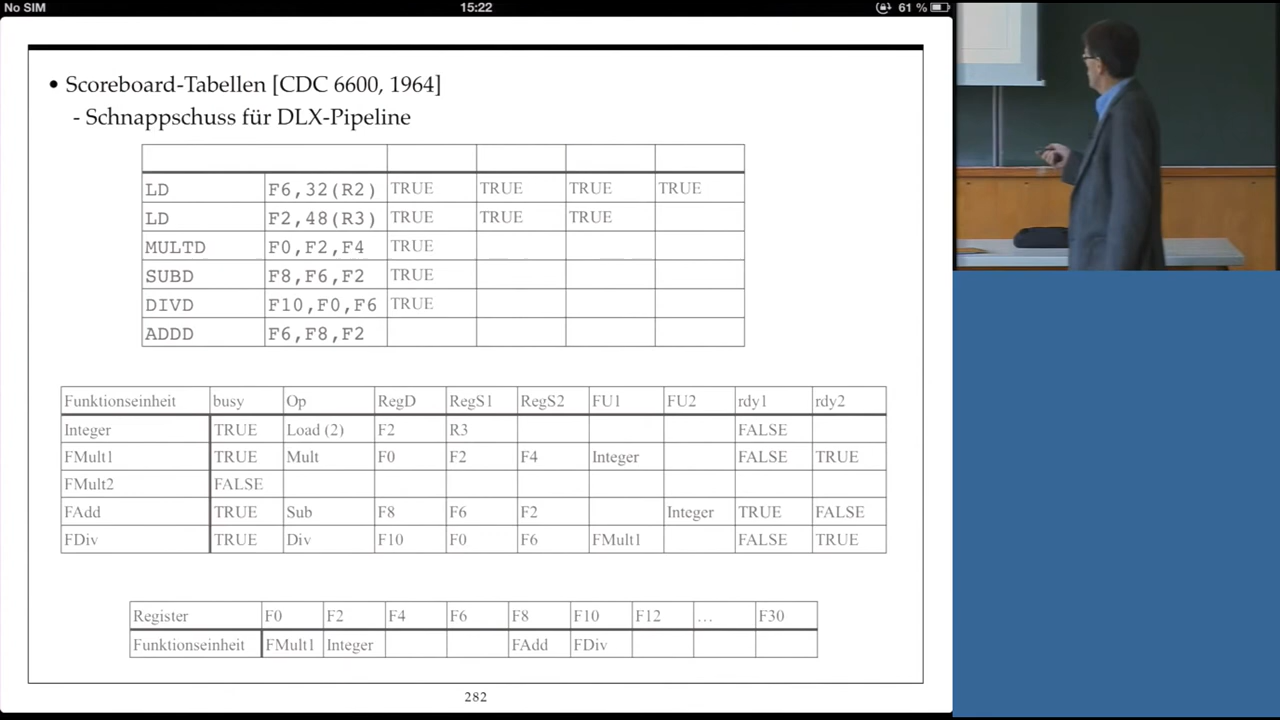 No SIM 15:22 61 %
• Scoreboard-Tabellen [CDC 6600, 1964]
- Schnappschuss für DLX-Pipeline
LD F6,32(R2) TRUE TRUE TRUE TRUE
LD F2,48(R3) TRUE TRUE TRUE
MULTD F0,F2,F4 TRUE
SUBD F8,F6,F2 TRUE
DIVD F10,F0,F6 TRUE
ADDD F6,F8,F2
Funktionseinheit busy Op RegD RegS1 RegS2 FU1 FU2 rdy1 rdy2
Integer TRUE Load (2) F2 R3 FALSE
FMult1 TRUE Mult F0 F2 F4 Integer FALSE TRUE
FMult2 FALSE
FAdd TRUE Sub F8 F6 F2 Integer TRUE FALSE
FDiv TRUE Div F10 F0 F6 FMult1 FALSE TRUE
Register F0 F2 F4 F6 F8 F10 F12 … F30
Funktionseinheit FMult1 Integer FAdd FDiv
282